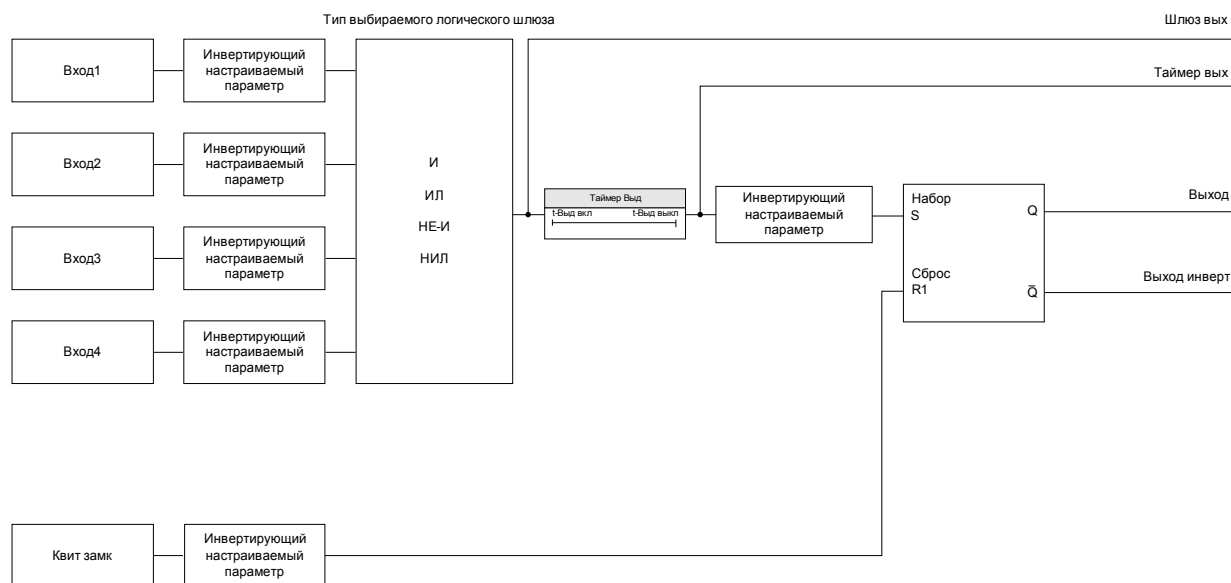 Тип выбираемого логического шлюза
Шлюз вых
Вход1
Инвертирующий
настраиваемый
параметр
Таймер вых
Вход2
Инвертирующий
настраиваемый
параметр
И
ИЛ
НЕ-И
НИЛ
Таймер Выд
t-Выд вкл
t-Выд выкл
Инвертирующий
настраиваемый
параметр
Набор
S
Q
Выход
Вход3
Инвертирующий
настраиваемый
параметр
Сброс
R1
Q̅
Выход инверт
Вход4
Инвертирующий
настраиваемый
параметр
Квит замк
Инвертирующий
настраиваемый
параметр